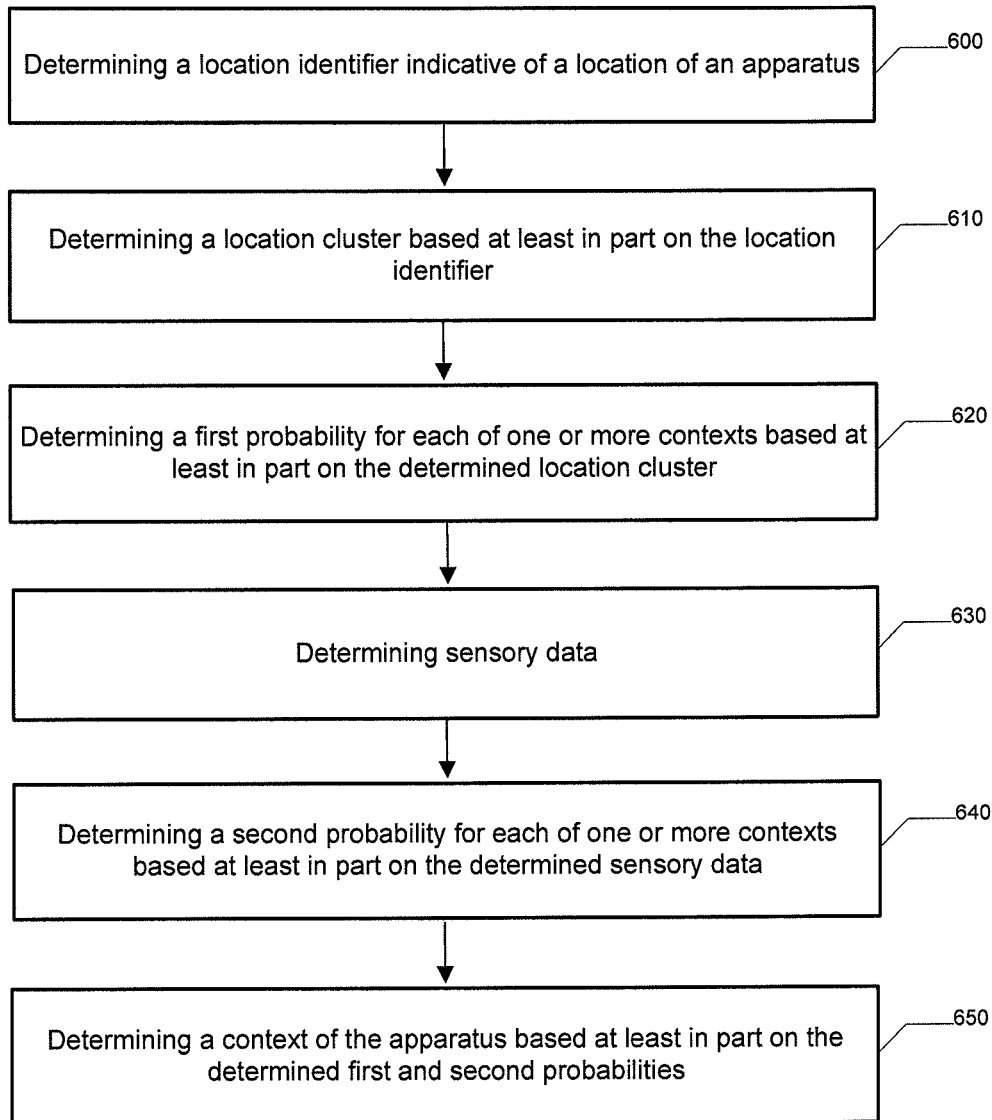 600
Determining a location identifier indicative of a location of an apparatus
610
Determining a location cluster based at least in part on the location
identifier
620
Determining a first probability for each of one or more contexts based at
least in part on the determined location cluster
630
Determining sensory data
640
Determining a second probability for each of one or more contexts
based at least in part on the determined sensory data
650
Determining a context of the apparatus based at least in part on the
determined first and second probabilities